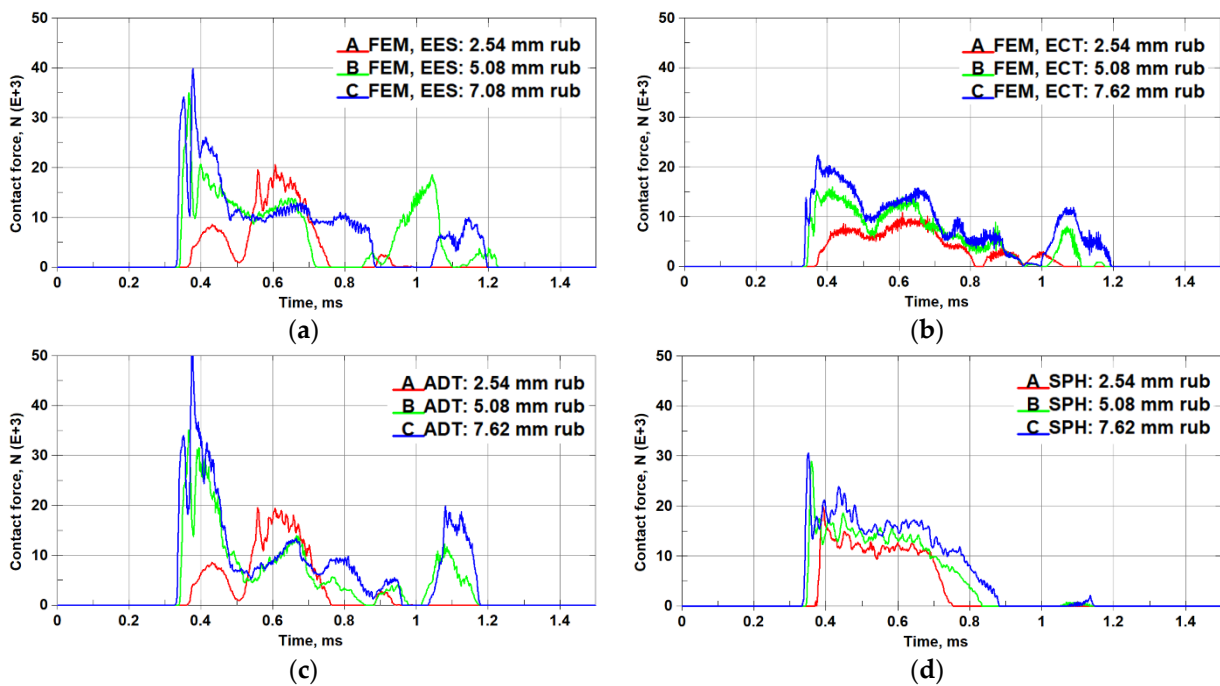 50
40
30
20
10
0
Contact force, N (E+3)
A FEM, EES: 2.54 mm rub
B FEM, EES: 5.08 mm rub
C FEM, EES: 7.08 mm rub
0 0.2 0.4 0.6 0.8 1 1.2 1.4
Time, ms
(a)
50
40
30
20
10
0
Contact force, N (E+3)
A FEM, ECT: 2.54 mm rub
B FEM, ECT: 5.08 mm rub
C FEM, ECT: 7.62 mm rub
0 0.2 0.4 0.6 0.8 1 1.2 1.4
Time, ms
(b)
50
40
30
20
10
0
Contact force, N (E+3)
A ADT: 2.54 mm rub
B ADT: 5.08 mm rub
C ADT: 7.62 mm rub
0 0.2 0.4 0.6 0.8 1 1.2 1.4
Time, ms
(c)
50
40
30
20
10
0
Contact force, N (E+3)
A SPH: 2.54 mm rub
B SPH: 5.08 mm rub
C SPH: 7.62 mm rub
0 0.2 0.4 0.6 0.8 1 1.2 1.4
Time, ms
(d)